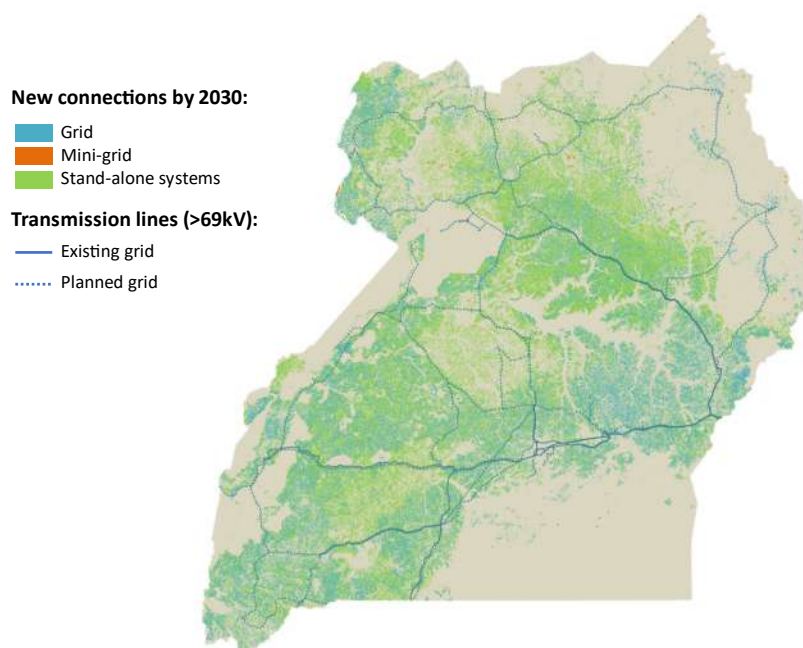 New connections by 2030:
Grid
Mini-grid
Stand-alone systems
Transmission lines (>69kV):
Existing grid
Planned grid